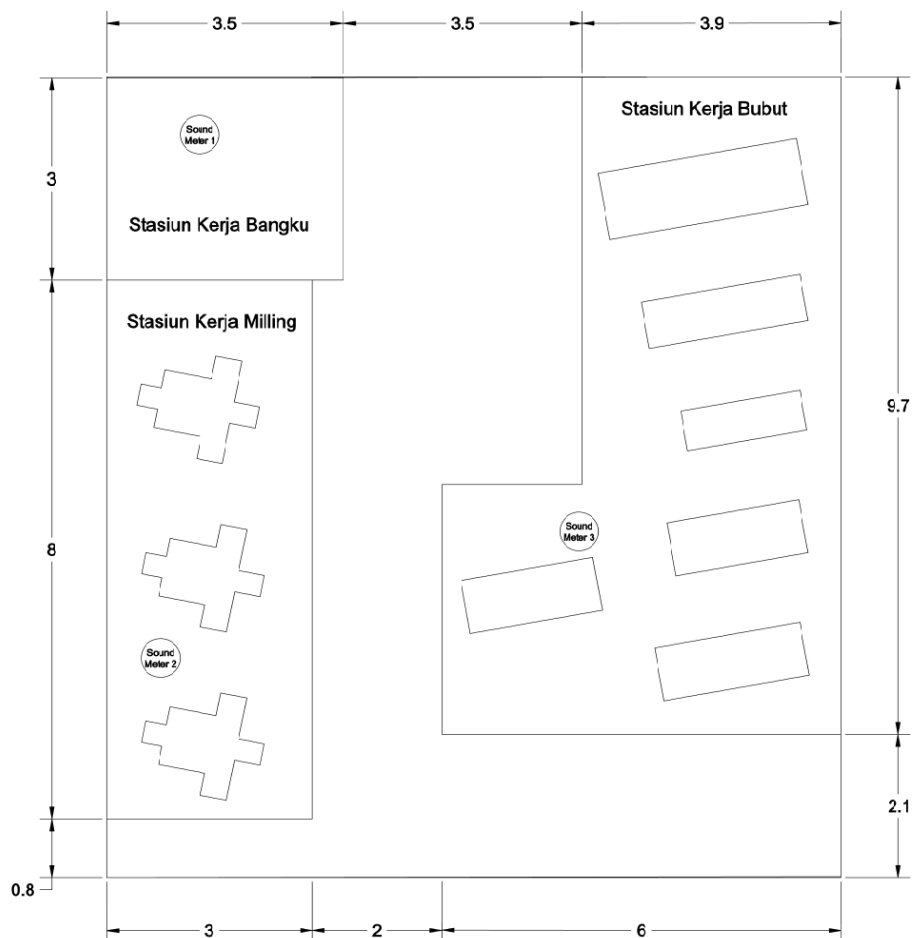 3.5
3.5
3.9
Stasiun Kerja Bubut
Sound
Meter 1
3
Stasiun Kerja Bangku
Stasiun Kerja Milling
9.7
Sound
Meter 3
8
Sound
Meter 2
2.1
0.8
3
2
6